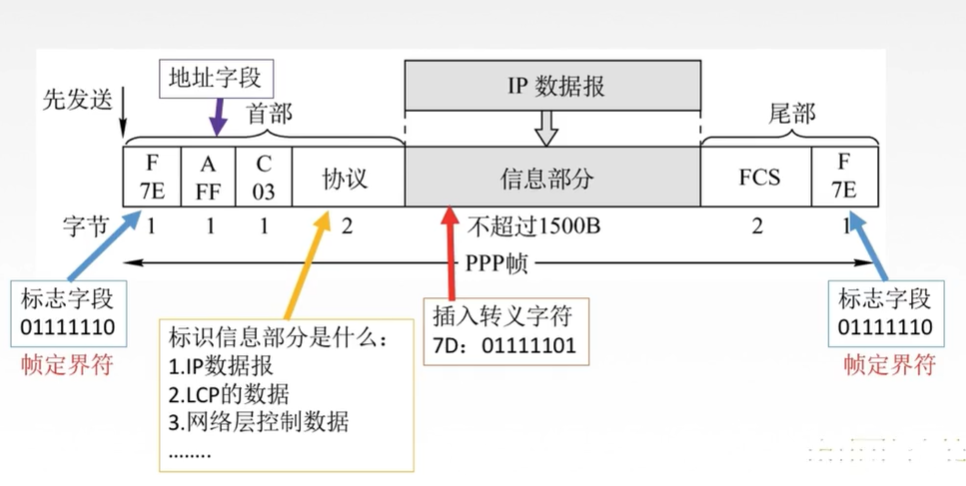 地址字段
IP 数据报
先发送
首部
尾部
F 7E
A FF
C 03
协议
信息部分
FCS
F 7E
字节 1 1 1 2 不超过1500B 2 1
PPP帧
标志字段
01111110
帧定界符
标识信息部分是什么：
1.IP数据报
2.LCP的数据
3.网络层控制数据
........
插入转义字符
7D：01111101
标志字段
01111110
帧定界符